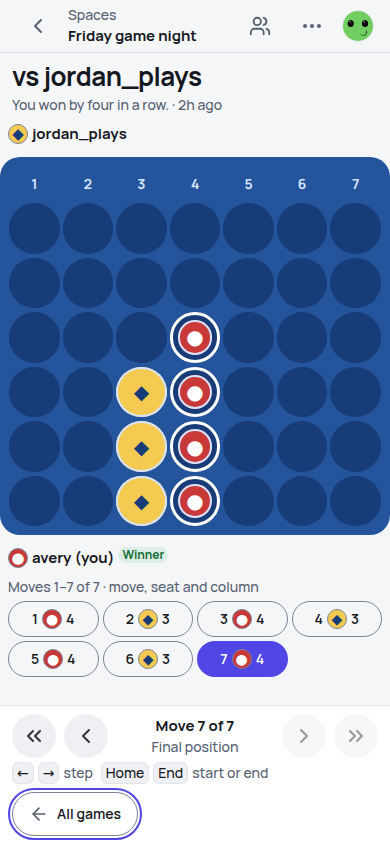 Spaces
Friday game night
vs jordan_plays
You won by four in a row. · 2h ago
jordan_plays
1 2 3 4 5 6 7
avery (you) Winner
Moves 1–7 of 7 · move, seat and column
1 4 2 3 3 4 4 3
5 4 6 3 7 4
Move 7 of 7
Final position
← → step Home End start or end
All games